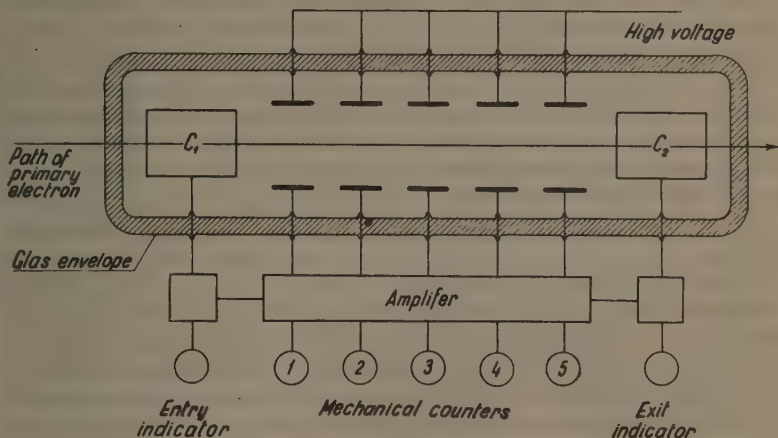 High voltage
C₁
C₂
Path of
primary
electron
Glas envelope
Amplifer
1 2 3 4 5
Entry
indicator
Mechanical counters
Exit
indicator